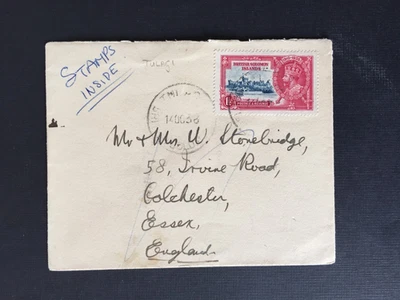 STAMPS
INSIDE
TULAGI
BRITISH SOLOMON
ISLANDS
Mr & Mrs. W. Stonebridge,
58, Irvine Road,
Colchester,
Essex,
England.